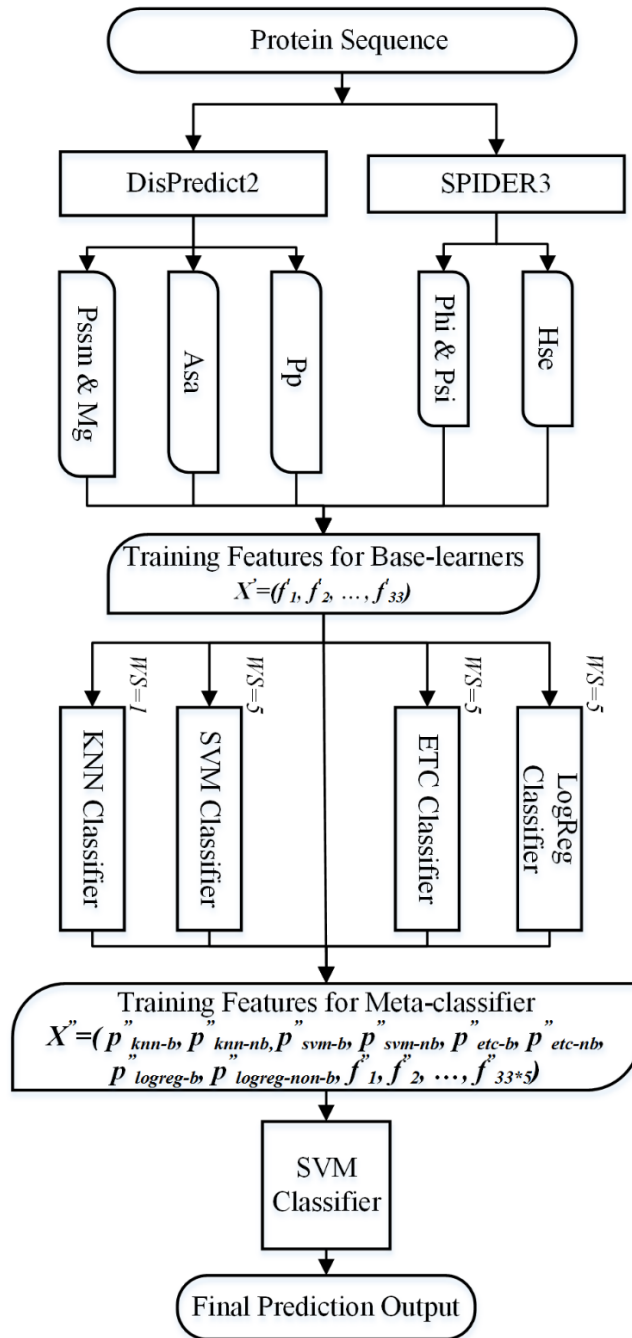 Protein Sequence
DisPredict2
SPIDER3
Pssm & Mg
Asa
Pp
Phi & Psi
Hse
Training Features for Base-learners
X'=(f'1, f'2, ..., f'33)
WS=1
WS=5
WS=5
WS=5
KNN Classifier
SVM Classifier
ETC Classifier
LogReg
Classifier
Training Features for Meta-classifier
X''=( p''knn-b, p''knn-nb, p''svm-b, p''svm-nb, p''etc-b, p''etc-nb,
p''logreg-b, p''logreg-non-b, f''1, f''2, ..., f''33*5)
SVM
Classifier
Final Prediction Output